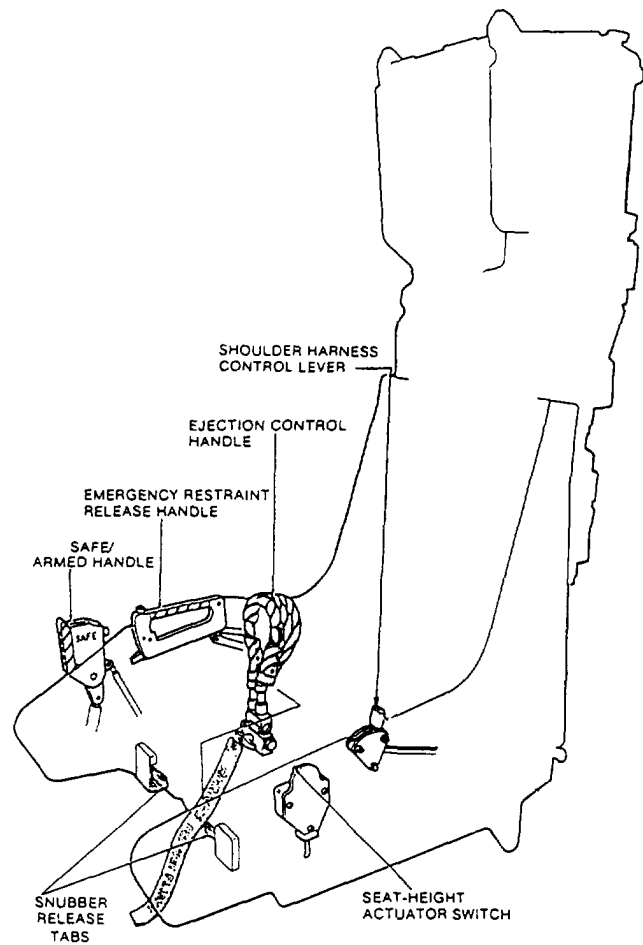 SHOULDER HARNESS
CONTROL LEVER
EJECTION CONTROL
HANDLE
EMERGENCY RESTRAINT
RELEASE HANDLE
SAFE/
ARMED HANDLE
SAFE
SNUBBER
RELEASE
TABS
SEAT-HEIGHT
ACTUATOR SWITCH